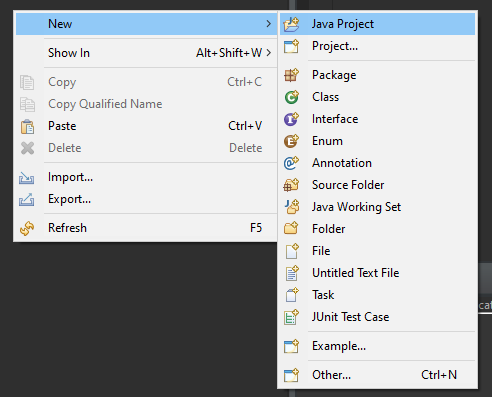 New
Show In Alt+Shift+W
Copy Ctrl+C
Copy Qualified Name
Paste Ctrl+V
Delete Delete
Import...
Export...
Refresh F5
Java Project
Project...
Package
Class
Interface
Enum
Annotation
Source Folder
Java Working Set
Folder
File
Untitled Text File
Task
JUnit Test Case
Example...
Other... Ctrl+N